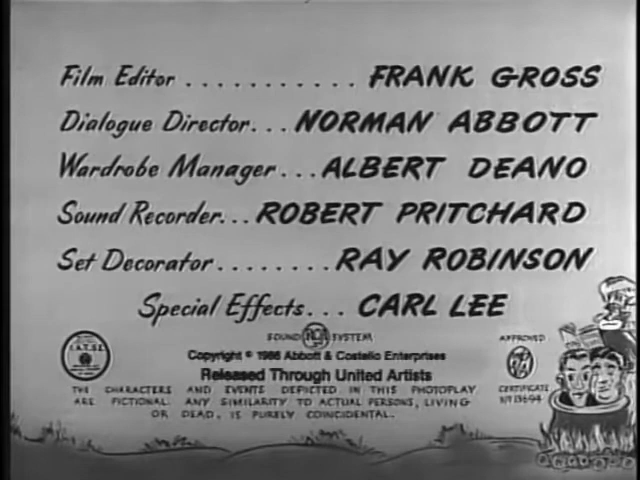 Film Editor ........... FRANK GROSS
Dialogue Director... NORMAN ABBOTT
Wardrobe Manager... ALBERT DEANO
Sound Recorder... ROBERT PRITCHARD
Set Decorator........ RAY ROBINSON
Special Effects... CARL LEE
I.A.T.S.E.
SOUND RCA SYSTEM
APPROVED
Copyright © 1986 Abbott & Costello Enterprises
Released Through United Artists
CERTIFICATE
Nº 13694
THE CHARACTERS AND EVENTS DEPICTED IN THIS PHOTOPLAY
ARE FICTIONAL. ANY SIMILARITY TO ACTUAL PERSONS, LIVING
OR DEAD, IS PURELY COINCIDENTAL.